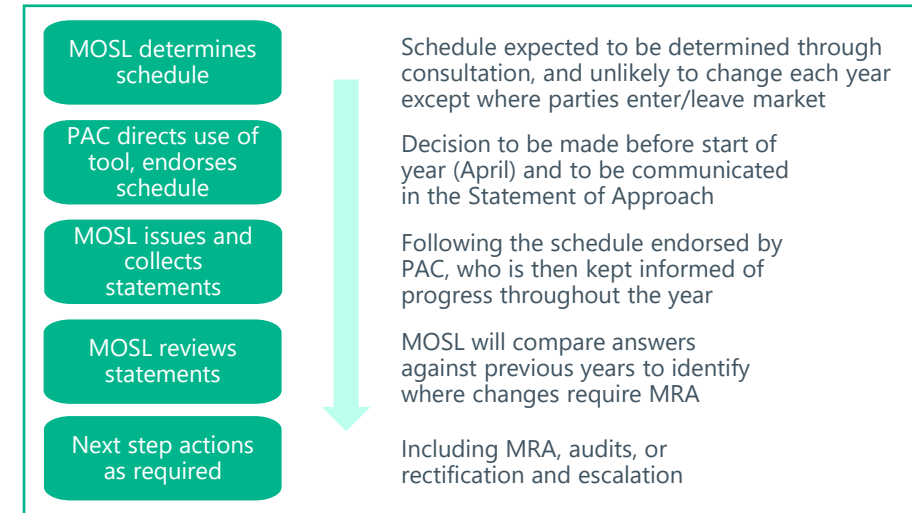 MOSL determines
schedule
Schedule expected to be determined through
consultation, and unlikely to change each year
except where parties enter/leave market
PAC directs use of
tool, endorses
schedule
Decision to be made before start of
year (April) and to be communicated
in the Statement of Approach
MOSL issues and
collects
statements
Following the schedule endorsed by
PAC, who is then kept informed of
progress throughout the year
MOSL reviews
statements
MOSL will compare answers
against previous years to identify
where changes require MRA
Next step actions
as required
Including MRA, audits, or
rectification and escalation